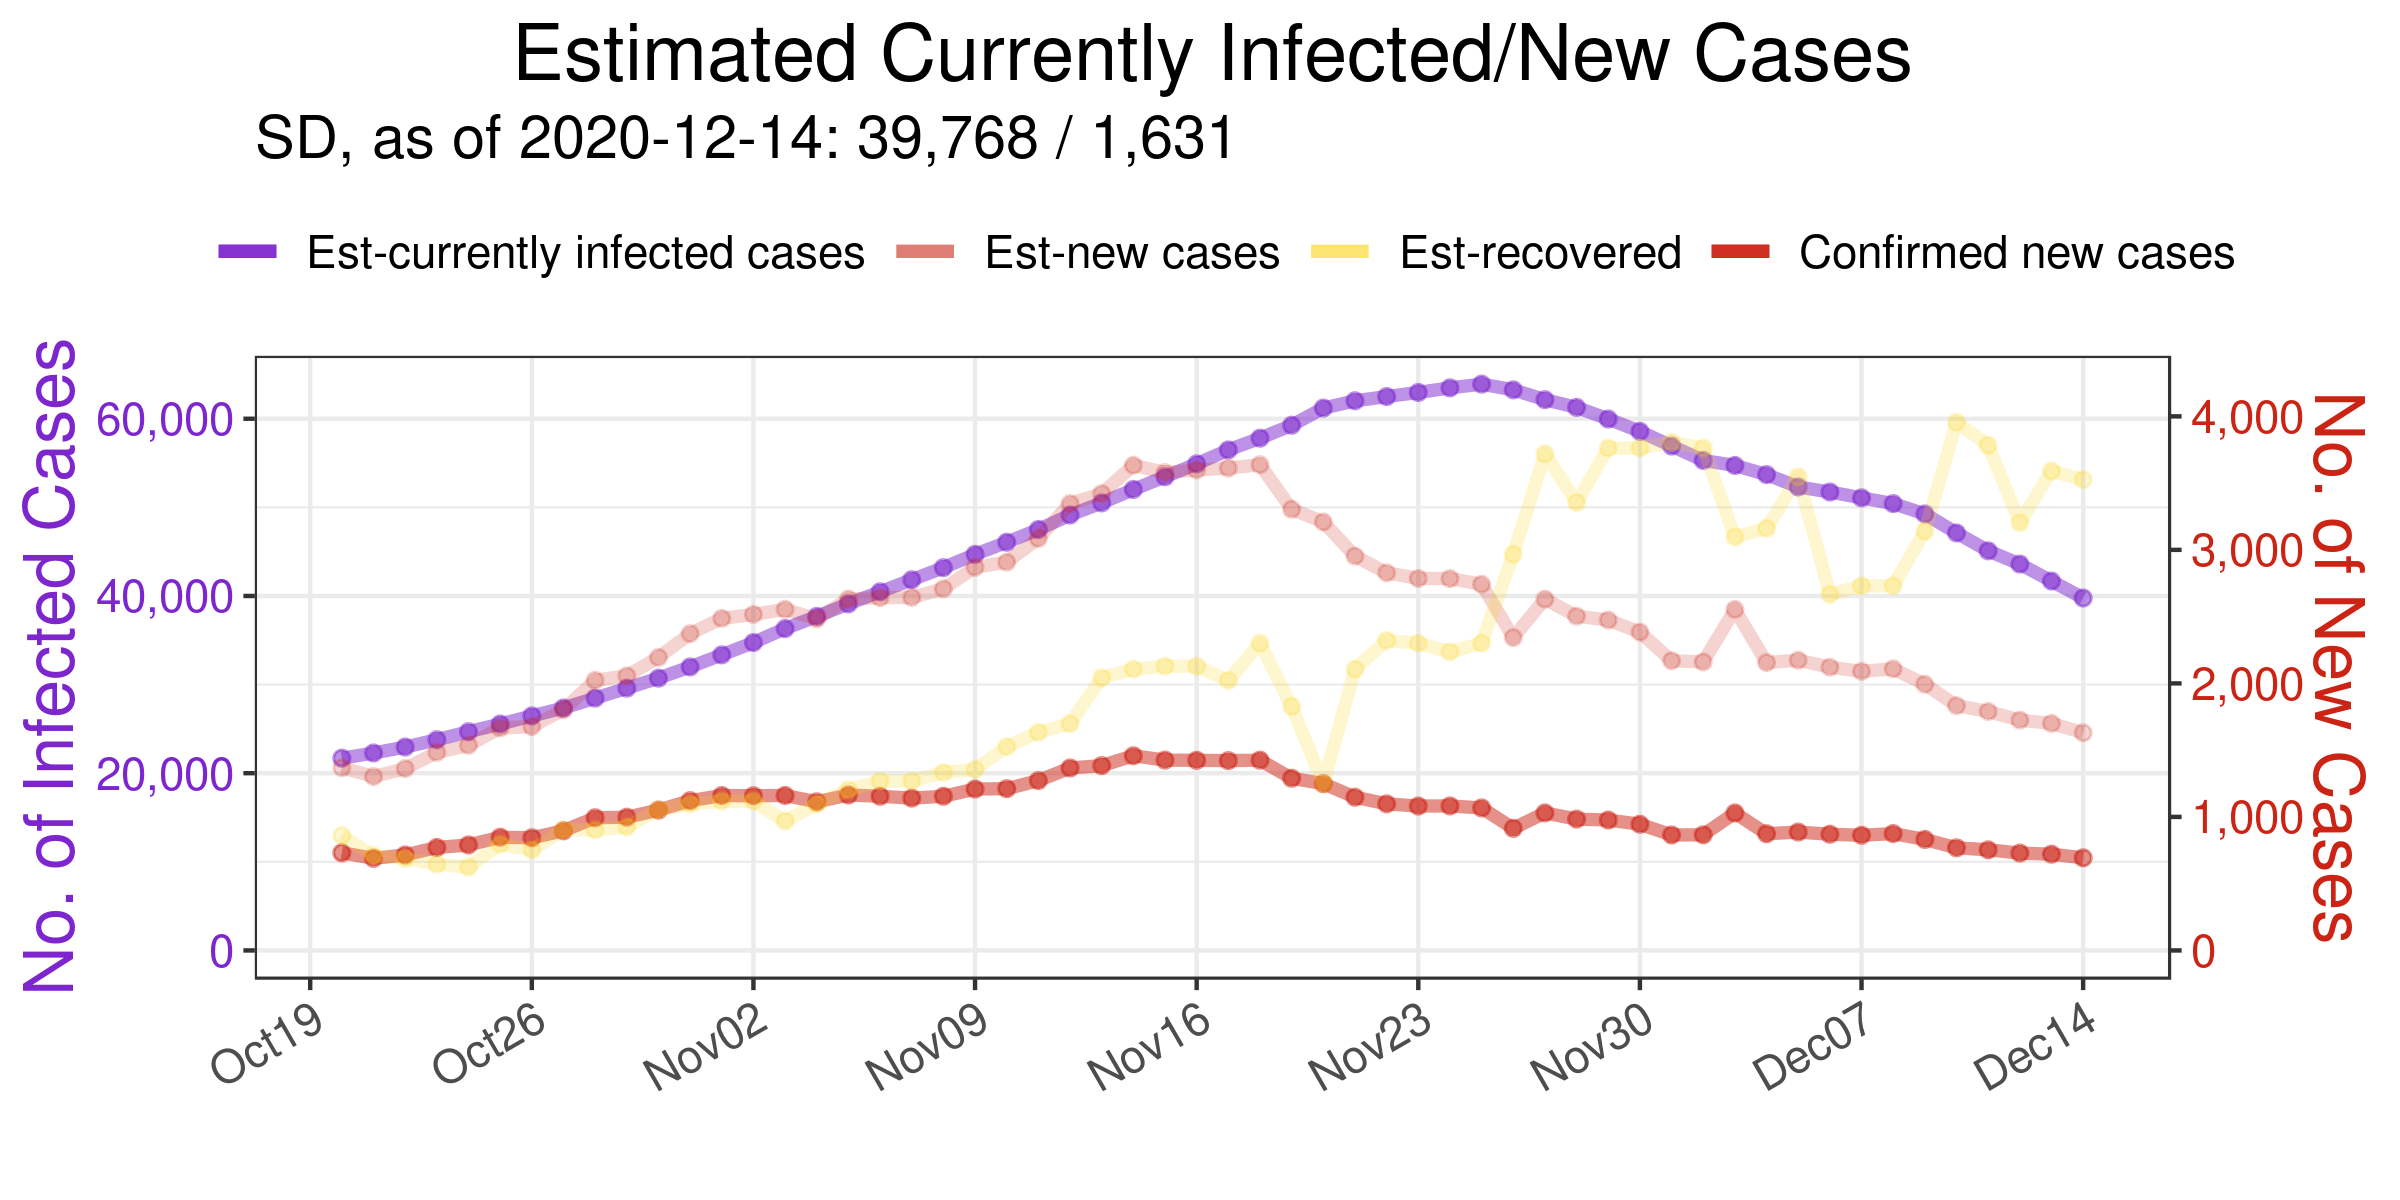 Estimated Currently Infected/New Cases
SD, as of 2020-12-14: 39,768 / 1,631
Est-currently infected cases Est-new cases Est-recovered Confirmed new cases
No. of Infected Cases
60,000
40,000
20,000
0
4,000
3,000
2,000
1,000
0
No. of New Cases
Oct19 Oct26 Nov02 Nov09 Nov16 Nov23 Nov30 Dec07 Dec14